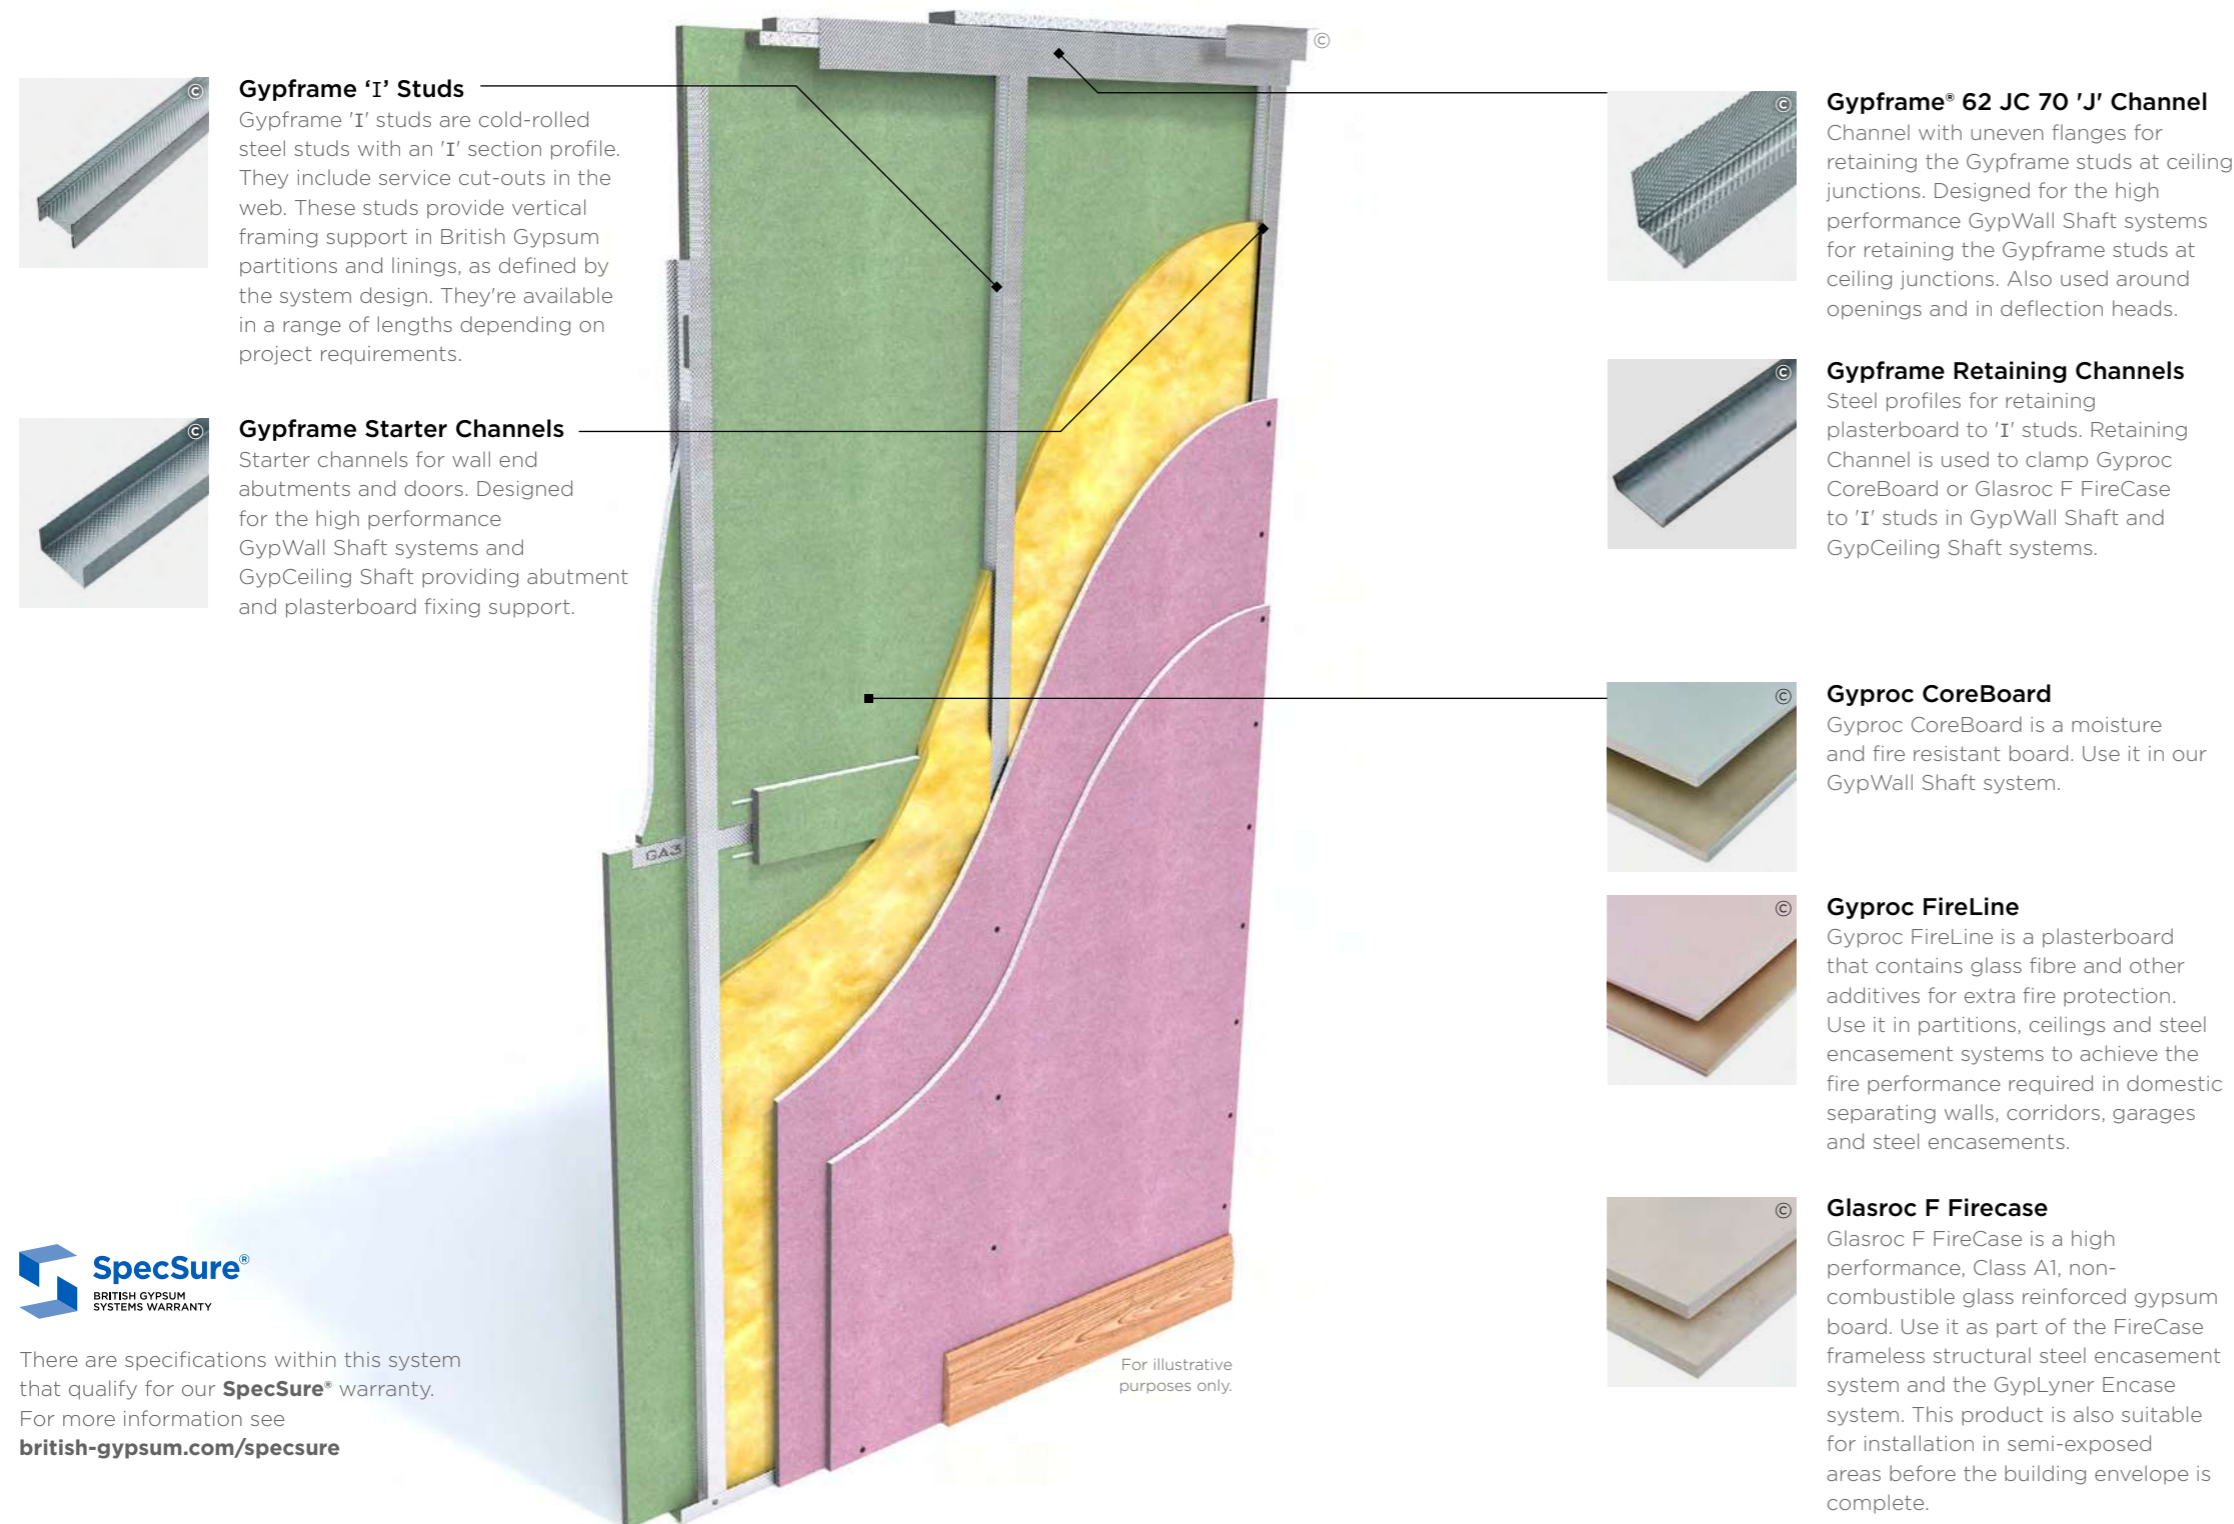 Gypframe ‘I’ Studs
Gypframe 'I' studs are cold-rolled
steel studs with an 'I' section profile.
They include service cut-outs in the
web. These studs provide vertical
framing support in British Gypsum
partitions and linings, as defined by
the system design. They're available
in a range of lengths depending on
project requirements.
Gypframe Starter Channels
Starter channels for wall end
abutments and doors. Designed
for the high performance
GypWall Shaft systems and
GypCeiling Shaft providing abutment
and plasterboard fixing support.
©
©
©
GA3
For illustrative
purposes only.
SpecSure®
BRITISH GYPSUM
SYSTEMS WARRANTY
There are specifications within this system
that qualify for our SpecSure® warranty.
For more information see
british-gypsum.com/specsure
©
Gypframe® 62 JC 70 'J' Channel
Channel with uneven flanges for
retaining the Gypframe studs at ceiling
junctions. Designed for the high
performance GypWall Shaft systems
for retaining the Gypframe studs at
ceiling junctions. Also used around
openings and in deflection heads.
©
Gypframe Retaining Channels
Steel profiles for retaining
plasterboard to 'I' studs. Retaining
Channel is used to clamp Gyproc
CoreBoard or Glasroc F FireCase
to 'I' studs in GypWall Shaft and
GypCeiling Shaft systems.
©
Gyproc CoreBoard
Gyproc CoreBoard is a moisture
and fire resistant board. Use it in our
GypWall Shaft system.
©
Gyproc FireLine
Gyproc FireLine is a plasterboard
that contains glass fibre and other
additives for extra fire protection.
Use it in partitions, ceilings and steel
encasement systems to achieve the
fire performance required in domestic
separating walls, corridors, garages
and steel encasements.
©
Glasroc F Firecase
Glasroc F FireCase is a high
performance, Class A1, non-
combustible glass reinforced gypsum
board. Use it as part of the FireCase
frameless structural steel encasement
system and the GypLyner Encase
system. This product is also suitable
for installation in semi-exposed
areas before the building envelope is
complete.